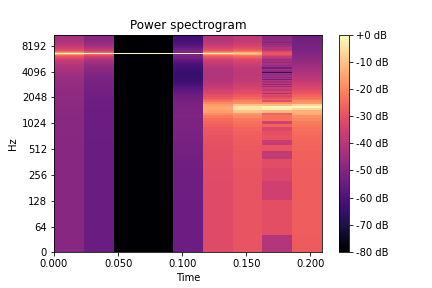 Power spectrogram
8192
4096
2048
1024
512
256
128
64
0
Hz
0.000 0.050 0.100 0.150 0.200
Time
+0 dB
-10 dB
-20 dB
-30 dB
-40 dB
-50 dB
-60 dB
-70 dB
-80 dB